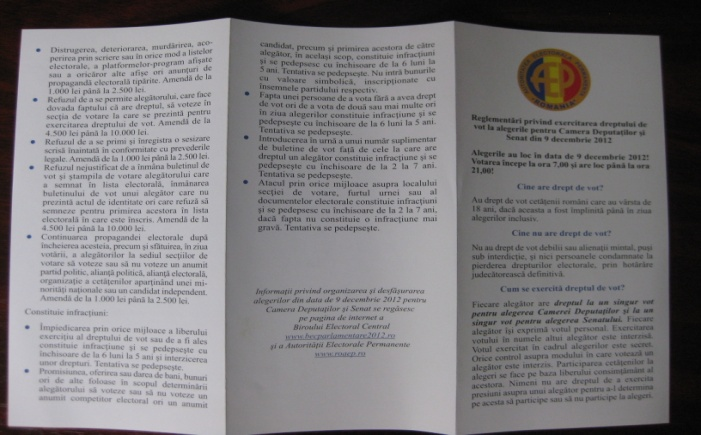 • Distrugerea, deteriorarea, murdărirea, aco-
perirea prin scriere sau în orice mod a listelor
electorale, a platformelor-program afișate
sau a oricăror alte afișe ori anunțuri de
propagandă electorală tipărite. Amendă de la
1.000 lei până la 2.500 lei.
• Refuzul de a se permite alegătorului, care face
dovada faptului că are dreptul, să voteze în
secția de votare la care se prezintă pentru
exercitarea dreptului de vot. Amendă de la
4.500 lei până la 10.000 lei.
• Refuzul de a se primi și înregistra o sesizare
scrisă înaintată în conformitate cu prevederile
legale. Amendă de la 1.000 lei până la 2.500 lei.
• Refuzul nejustificat de a înmâna buletinul de
vot și ștampila de votare alegătorului care
a semnat în lista electorală, înmânarea
buletinului de vot unui alegător care nu
prezintă actul de identitate ori care refuză să
semneze pentru primirea acestora în lista
electorală în care este înscris. Amendă de la
4.500 lei până la 10.000 lei.
• Continuarea propagandei electorale după
încheierea acesteia, precum și sfătuirea, în ziua
votării, a alegătorilor la sediul secțiilor de
votare să voteze sau să nu voteze un anumit
partid politic, alianță politică, alianță electorală,
organizație a cetățenilor aparținând unei mi-
norități naționale sau un candidat independent.
Amendă de la 1.000 lei până la 2.500 lei.
Constituie infracțiuni:
• Împiedicarea prin orice mijloace a liberului
exercițiu al dreptului de vot sau de a fi ales
constituie infracțiune și se pedepsește cu
închisoare de la 6 luni la 5 ani și interzicerea
unor drepturi. Tentativa se pedepsește.
• Promisiunea, oferirea sau darea de bani, bunuri
ori de alte foloase în scopul determinării
alegătorului să voteze sau să nu voteze un
anumit competitor electoral ori un anumit
candidat, precum și primirea acestora de către
alegător, în același scop, constituie infracțiuni
și se pedepsesc cu închisoare de la 6 luni la
5 ani. Tentativa se pedepsește. Nu intră bunurile
cu valoare simbolică, inscripționate cu
însemnele partidului respectiv.
• Fapta unei persoane de a vota fără a avea drept
de vot ori de a vota de două sau mai multe ori
în ziua alegerilor constituie infracțiune și se
pedepsește cu închisoare de la 6 luni la 5 ani.
Tentativa se pedepsește.
• Introducerea în urnă a unui număr suplimentar
de buletine de vot față de cele la care are
dreptul un alegător constituie infracțiune și se
pedepsește cu închisoare de la 2 la 7 ani.
Tentativa se pedepsește.
• Atacul prin orice mijloace asupra localului
secției de votare, furtul urnei sau al
documentelor electorale constituie infracțiuni
și se pedepsesc cu închisoare de la 2 la 7 ani,
dacă fapta nu constituie o infracțiune mai
gravă. Tentativa se pedepsește.
Informații privind organizarea și desfășurarea
alegerilor din data de 9 decembrie 2012 pentru
Camera Deputaților și Senat se regăsesc
pe pagina de internet a
Biroului Electoral Central
www.becparlamentare2012.ro
și a Autorității Electorale Permanente
www.roaep.ro
AEP
ROMÂNIA
Reglementări privind exercitarea dreptului de
vot la alegerile pentru Camera Deputaților și
Senat din 9 decembrie 2012
Alegerile au loc in data de 9 decembrie 2012!
Votarea începe la ora 7,00 și are loc până la ora
21,00!
Cine are drept de vot?
Au drept de vot cetățenii români care au vârsta de
18 ani, dacă aceasta a fost împlinită până în ziua
alegerilor inclusiv.
Cine nu are drept de vot?
Nu au drept de vot debilii sau alienații mintal, puși
sub interdicție, și nici persoanele condamnate la
pierderea drepturilor electorale, prin hotărâre
judecătorească definitivă.
Cum se exercită dreptul de vot?
Fiecare alegător are dreptul la un singur vot
pentru alegerea Camerei Deputaților și la un
singur vot pentru alegerea Senatului. Fiecare
alegător își exprimă votul personal. Exercitarea
votului în numele altui alegător este interzisă.
Votul exercitat în cadrul alegerilor este secret.
Orice control asupra modului în care votează un
alegător este interzis. Participarea cetățenilor la
alegeri se face pe baza liberului consimțământ al
acestora. Nimeni nu are dreptul de a exercita
presiuni asupra unui alegător pentru a-l determina
pe acesta să participe sau să nu participe la alegeri.